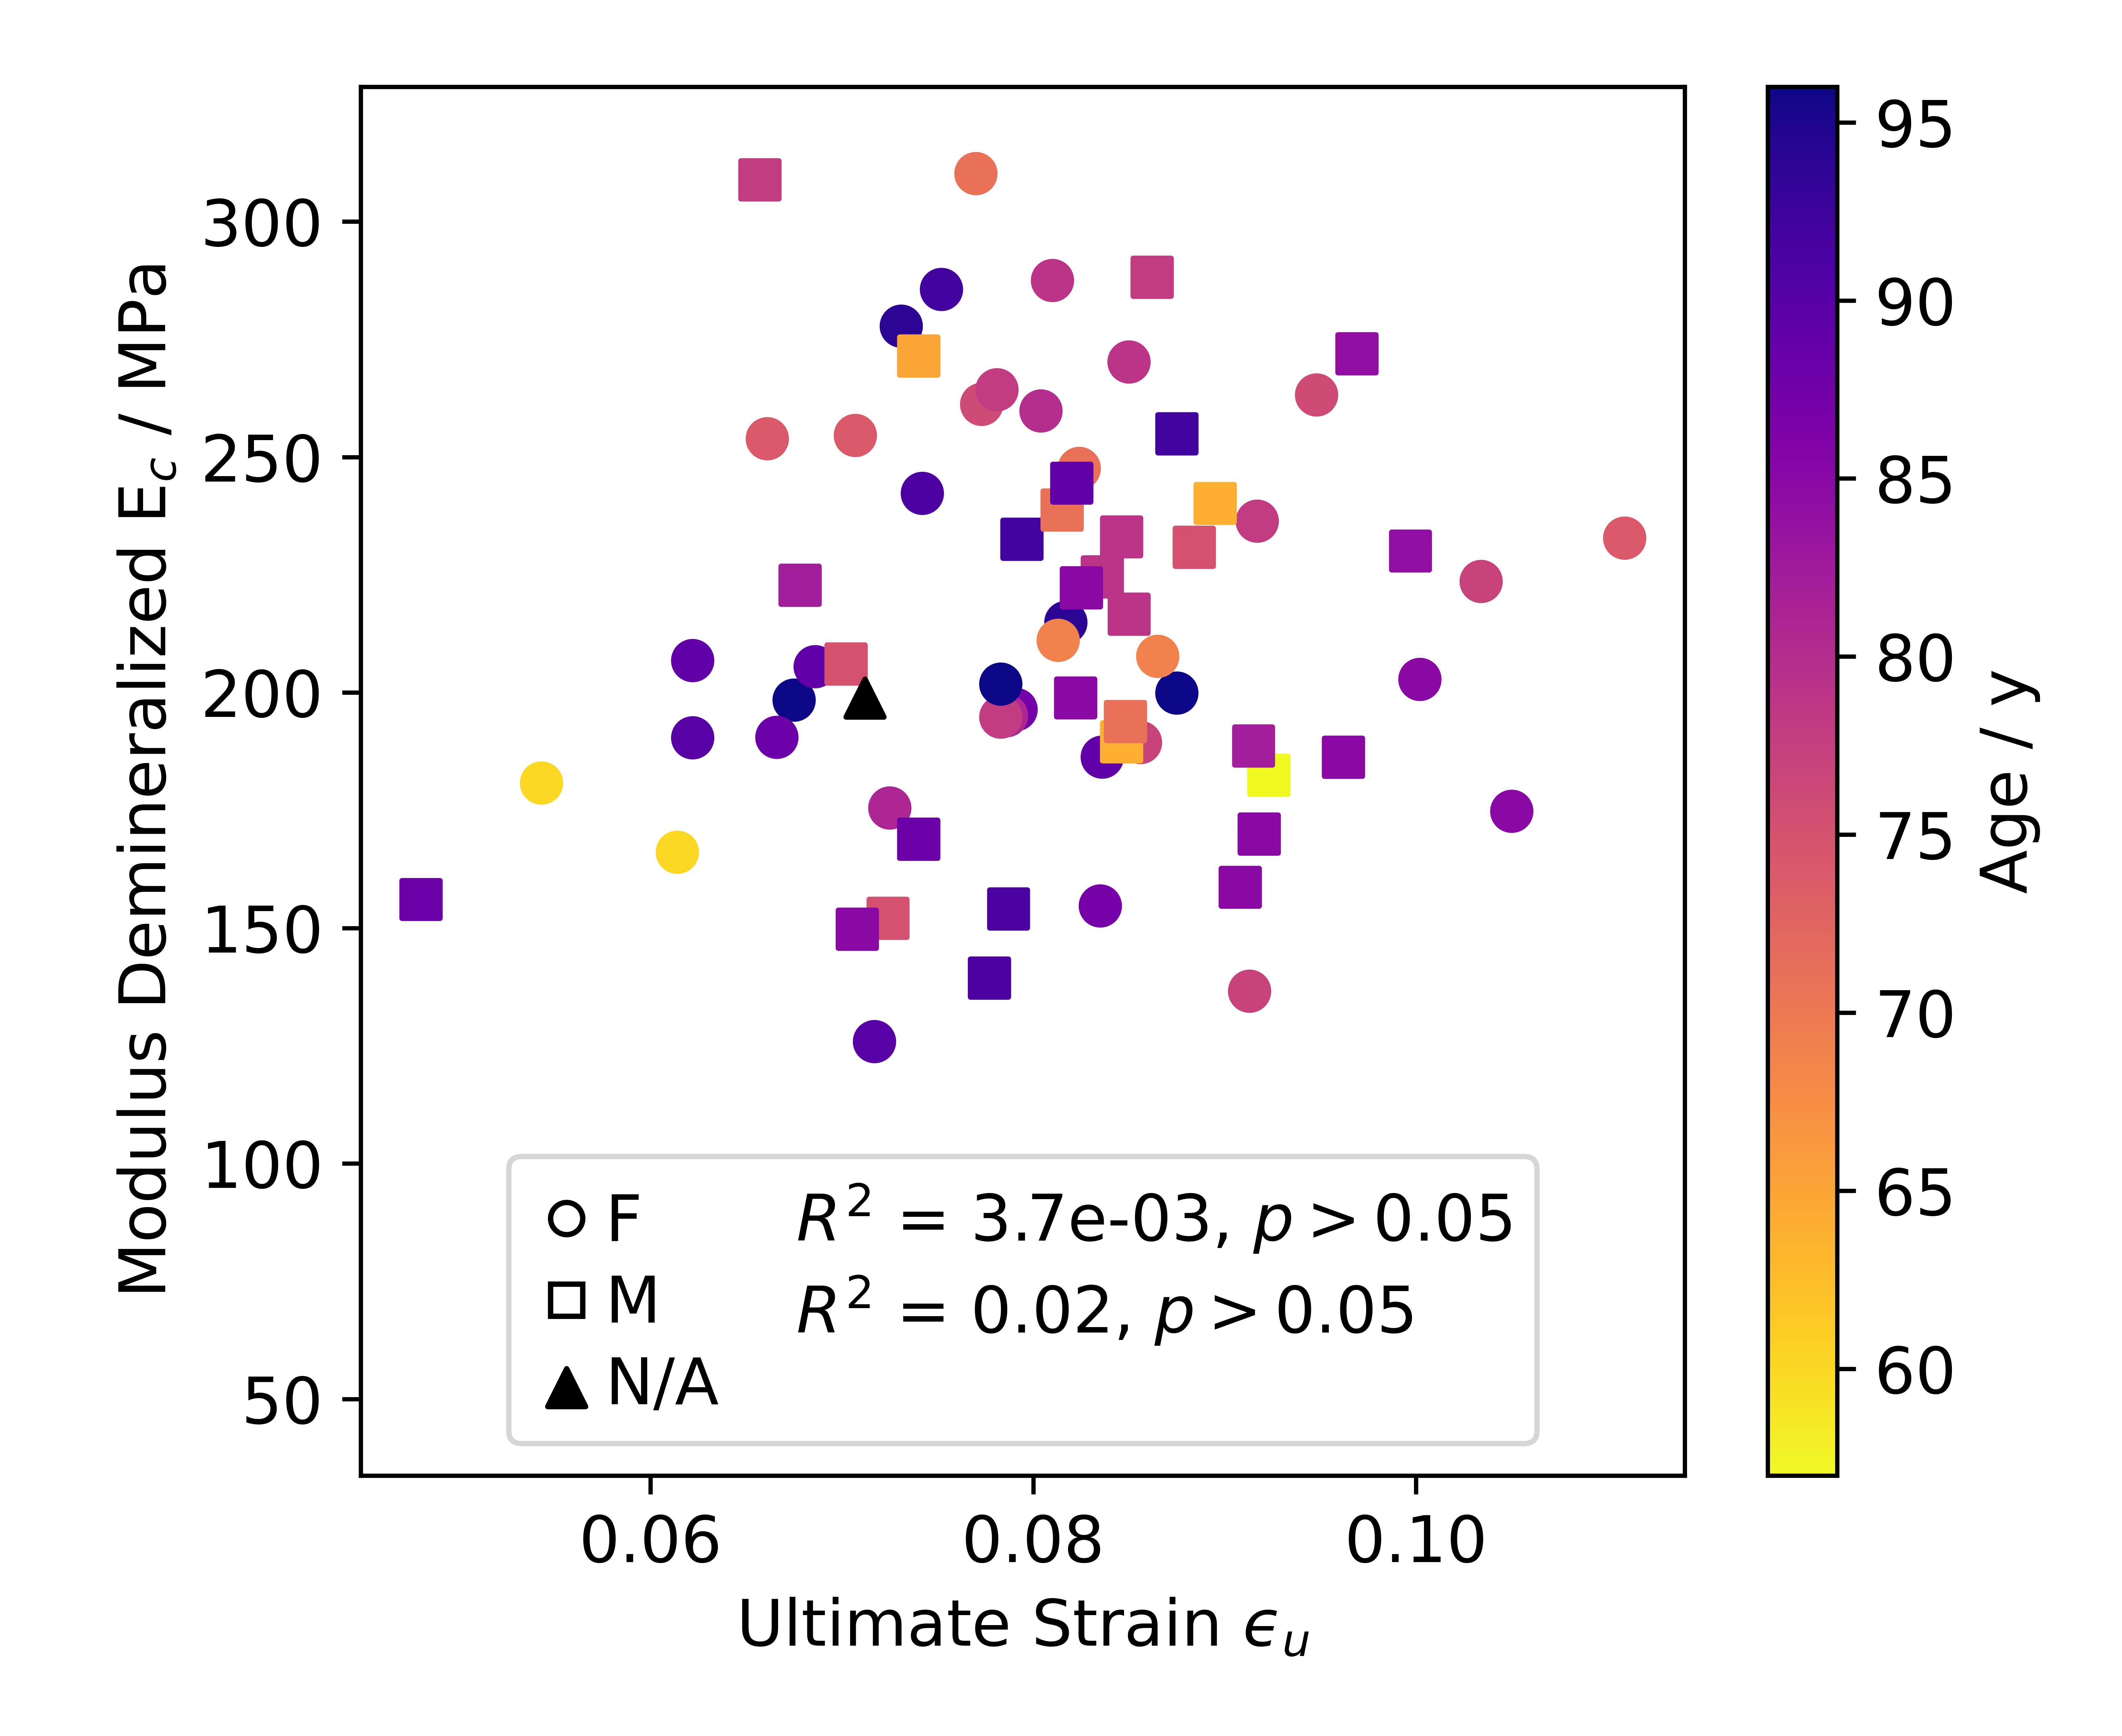 300
250
200
150
100
50
Modulus Demineralized E_c / MPa
F R² = 3.7e-03, p > 0.05
M R² = 0.02, p > 0.05
N/A
0.06 0.08 0.10
Ultimate Strain ϵ_u
95
90
85
80
75
70
65
60
Age / y